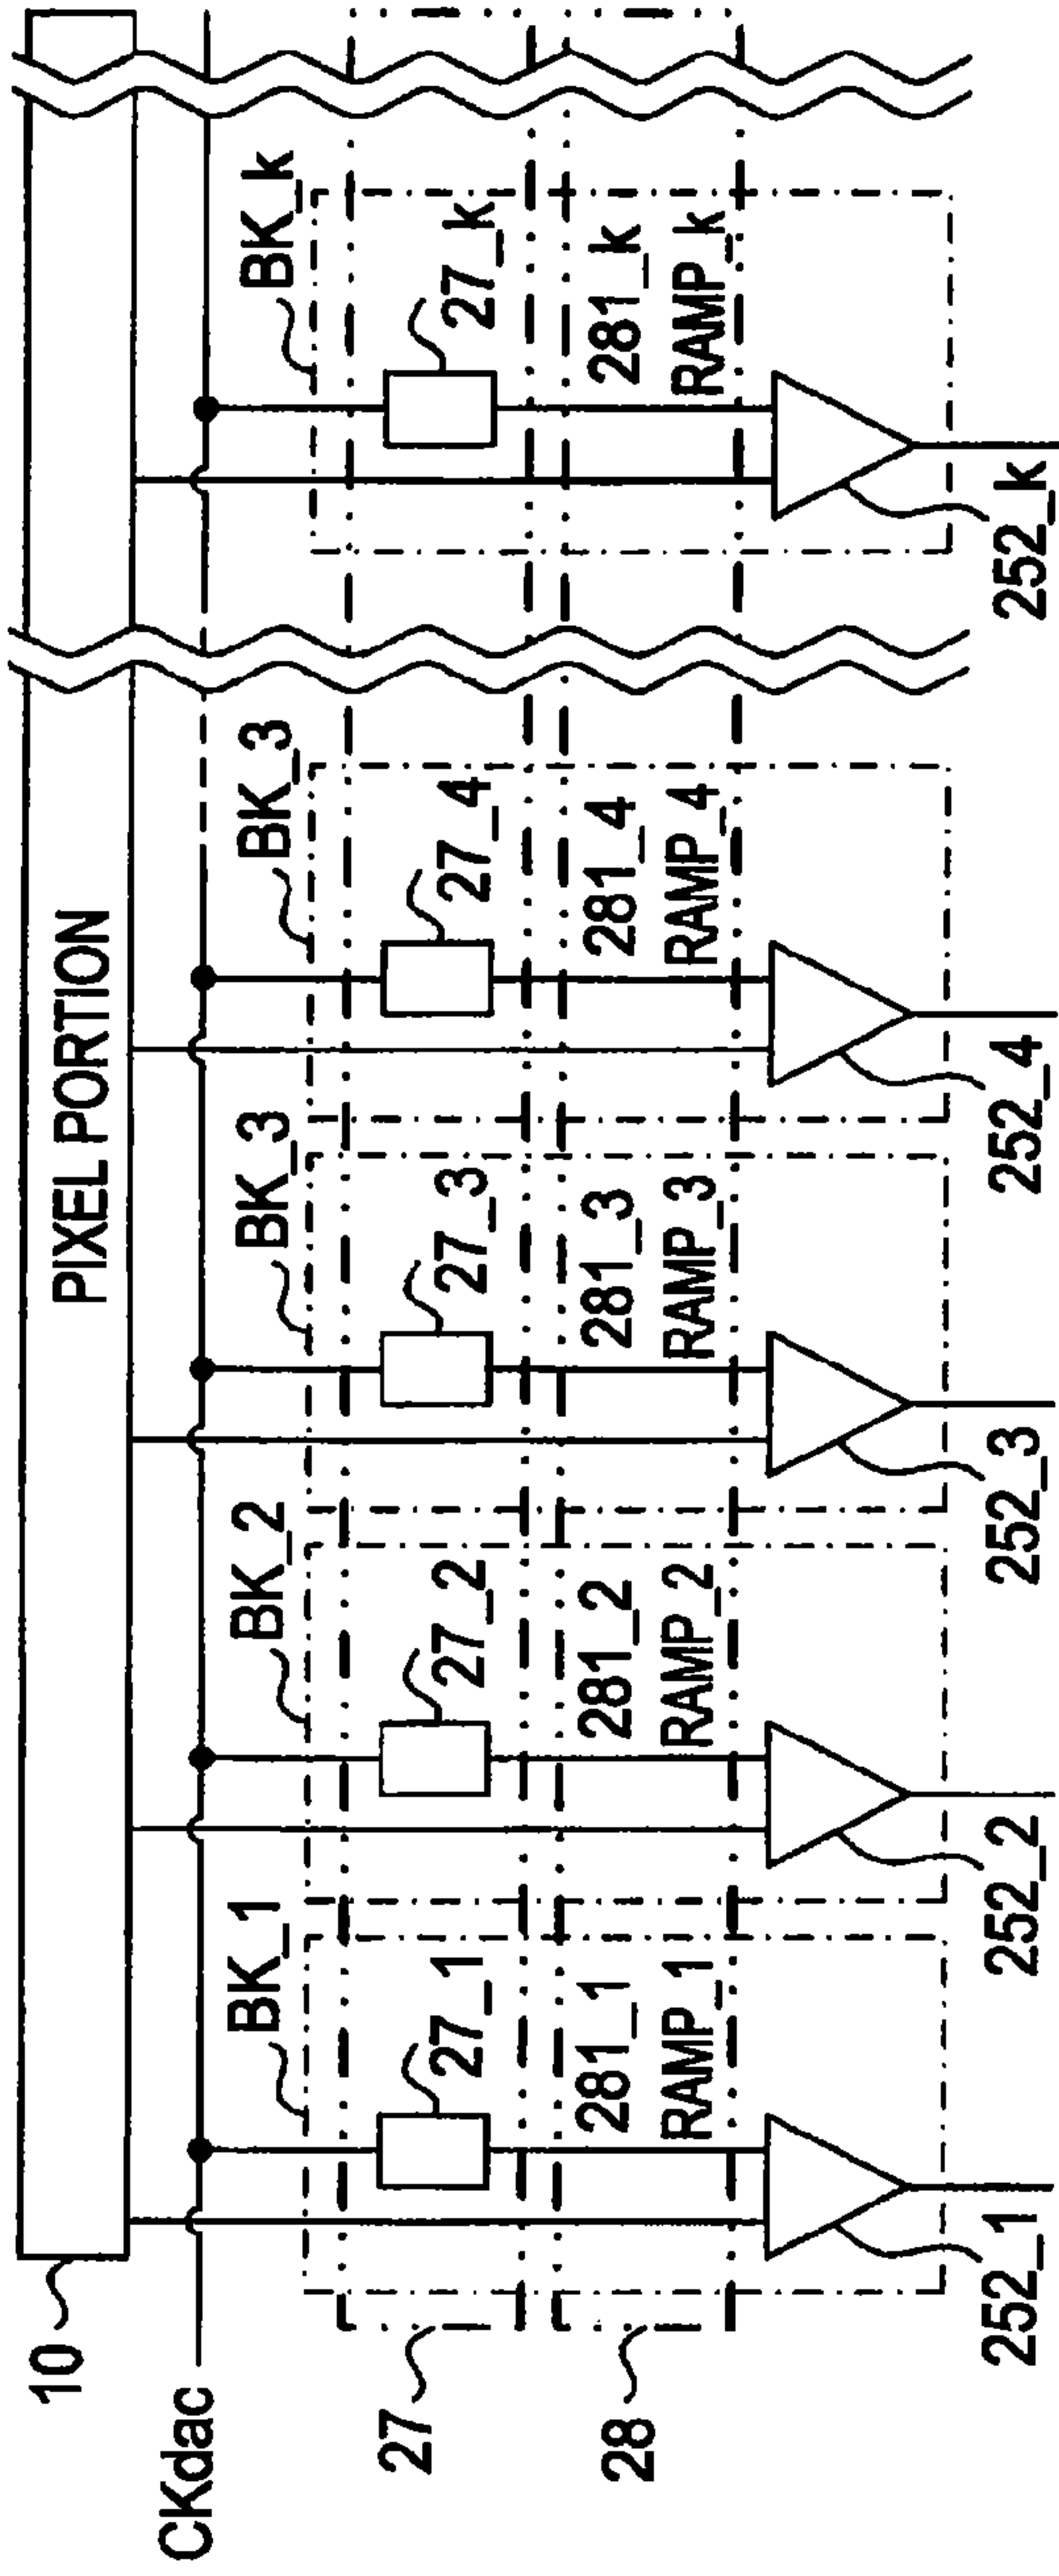 10
PIXEL PORTION
CKdac
BK_1
BK_2
BK_3
BK_3
BK_k
27
27_1
27_2
27_3
27_4
27_k
28
281_1
281_2
281_3
281_4
281_k
RAMP_1
RAMP_2
RAMP_3
RAMP_4
RAMP_k
252_1
252_2
252_3
252_4
252_k